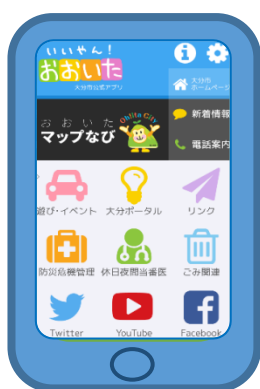 いいやん!
おおいた
大分市公式アプリ
大分市
ホームページ
おおいた
マップなび
Ohita City
新着情報
電話案内
遊び・イベント
大分ポータル
リンク
防災危機管理
休日夜間当番医
ごみ関連
Twitter
YouTube
Facebook